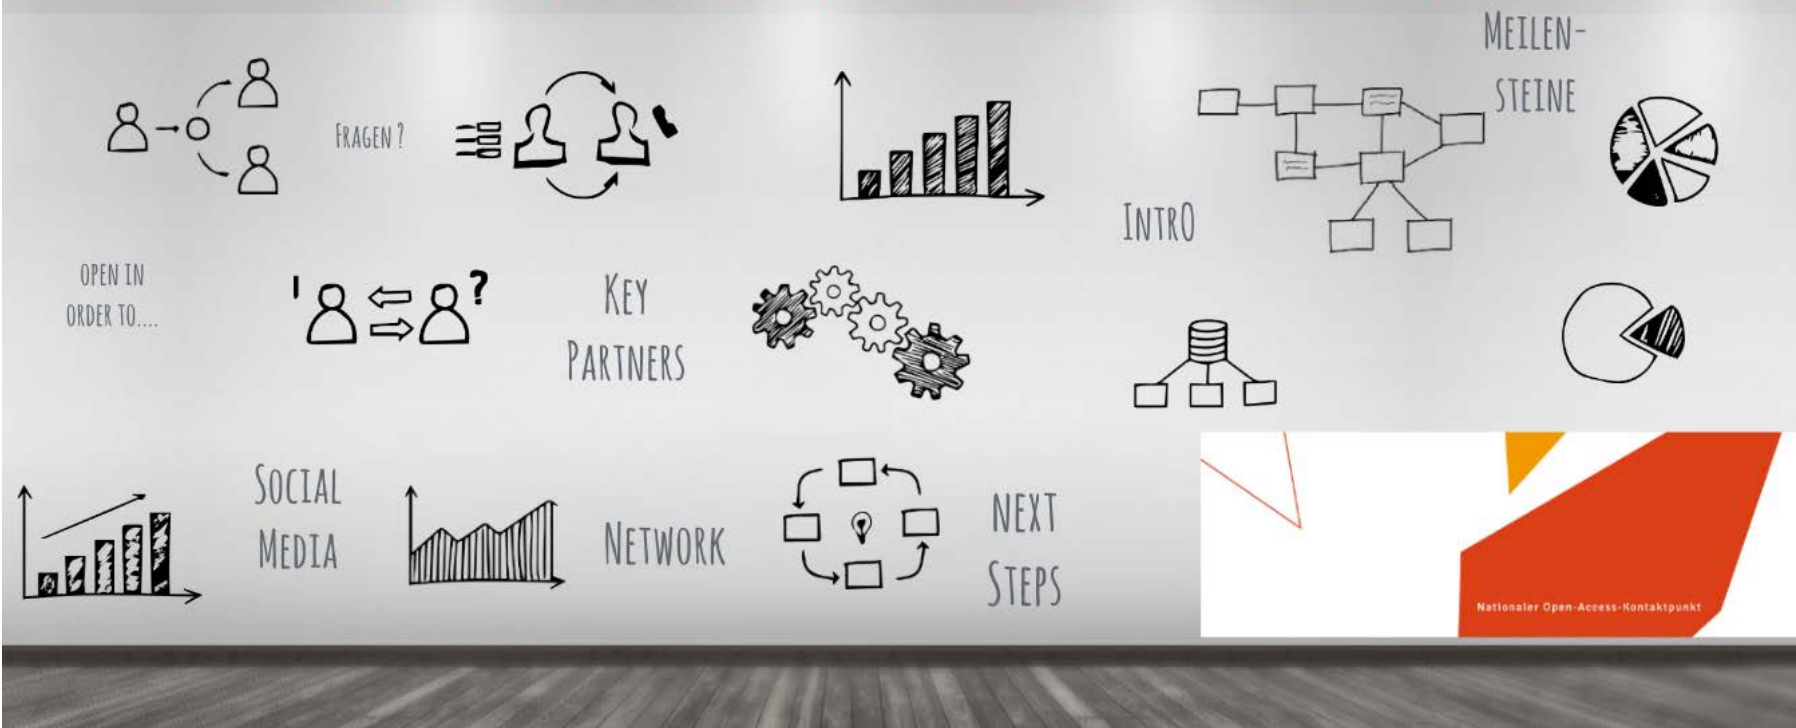 MEILEN-
STEINE
FRAGEN ?
INTRO
OPEN IN
ORDER TO....
?
KEY
PARTNERS
SOCIAL
MEDIA
NETWORK
NEXT
STEPS
Nationaler Open-Access-Kontaktpunkt